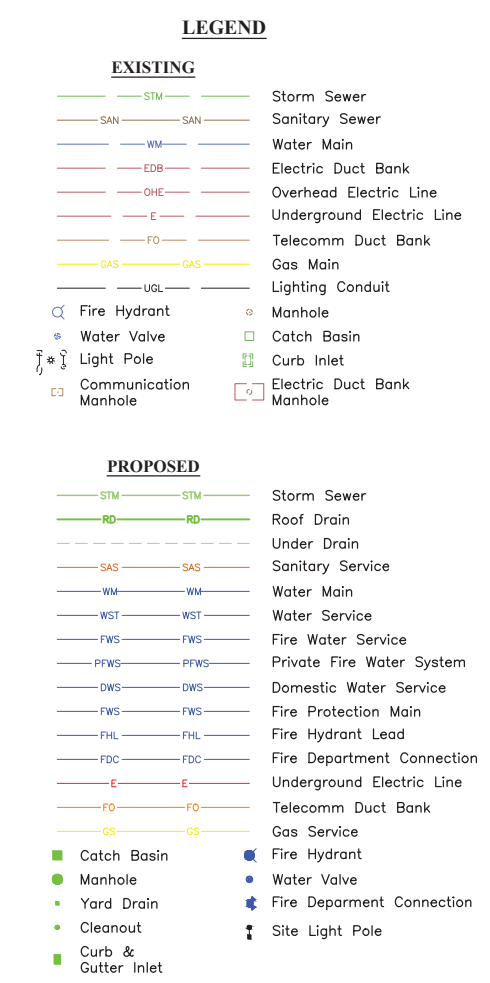 LEGEND
EXISTING
STM Storm Sewer
SAN SAN Sanitary Sewer
WM Water Main
EDB Electric Duct Bank
OHE Overhead Electric Line
E Underground Electric Line
FO Telecomm Duct Bank
GAS GAS Gas Main
UGL Lighting Conduit
Fire Hydrant Manhole
Water Valve Catch Basin
Light Pole Curb Inlet
Communication Electric Duct Bank
Manhole Manhole
PROPOSED
STM STM Storm Sewer
RD RD Roof Drain
Under Drain
SAS SAS Sanitary Service
WM WM Water Main
WST WST Water Service
FWS FWS Fire Water Service
PFWS PFWS Private Fire Water System
DWS DWS Domestic Water Service
FWS FWS Fire Protection Main
FHL FHL Fire Hydrant Lead
FDC FDC Fire Department Connection
E E Underground Electric Line
FO FO Telecomm Duct Bank
GS GS Gas Service
Catch Basin Fire Hydrant
Manhole Water Valve
Yard Drain Fire Deparment Connection
Cleanout Site Light Pole
Curb &
Gutter Inlet